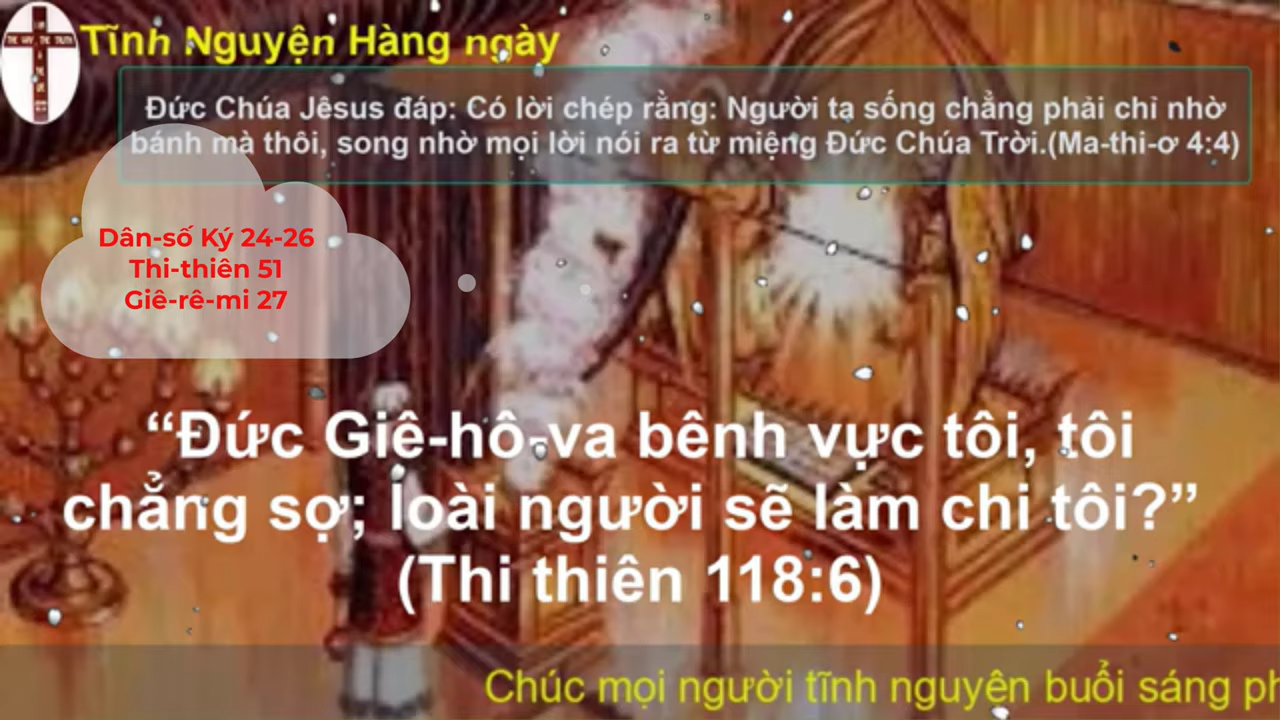 Tĩnh Nguyện Hàng ngày
Đức Chúa Jêsus đáp: Có lời chép rằng: Người ta sống chẳng phải chỉ nhờ
bánh mà thôi, song nhờ mọi lời nói ra từ miệng Đức Chúa Trời.(Ma-thi-ơ 4:4)
Dân-số Ký 24-26
Thi-thiên 51
Giê-rê-mi 27
“Đức Giê-hô-va bênh vực tôi, tôi
chẳng sợ; loài người sẽ làm chi tôi?”
(Thi thiên 118:6)
Chúc mọi người tĩnh nguyện buổi sáng ph